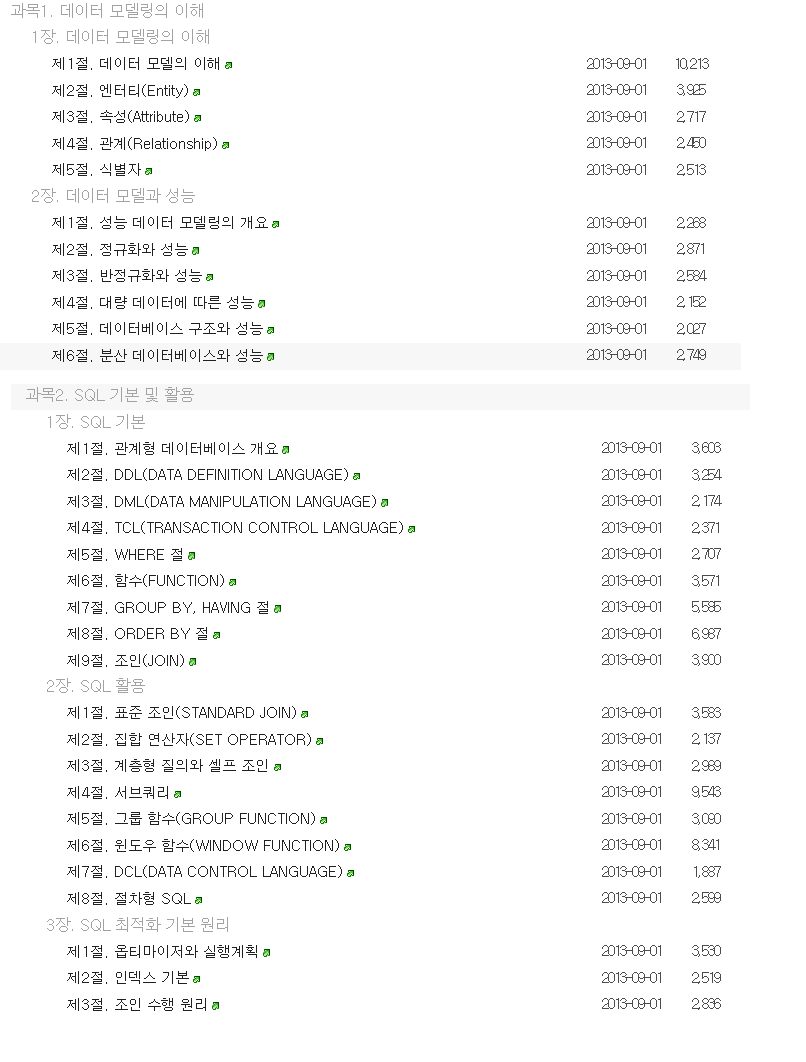 과목1. 데이터 모델링의 이해
1장. 데이터 모델링의 이해
제1절. 데이터 모델의 이해 2013-09-01 10,213
제2절. 엔터티(Entity) 2013-09-01 3,925
제3절. 속성(Attribute) 2013-09-01 2,717
제4절. 관계(Relationship) 2013-09-01 2,450
제5절. 식별자 2013-09-01 2,513
2장. 데이터 모델과 성능
제1절. 성능 데이터 모델링의 개요 2013-09-01 2,268
제2절. 정규화와 성능 2013-09-01 2,871
제3절. 반정규화와 성능 2013-09-01 2,584
제4절. 대량 데이터에 따른 성능 2013-09-01 2,152
제5절. 데이터베이스 구조와 성능 2013-09-01 2,027
제6절. 분산 데이터베이스와 성능 2013-09-01 2,749
과목2. SQL 기본 및 활용
1장. SQL 기본
제1절. 관계형 데이터베이스 개요 2013-09-01 3,603
제2절. DDL(DATA DEFINITION LANGUAGE) 2013-09-01 3,254
제3절. DML(DATA MANIPULATION LANGUAGE) 2013-09-01 2,174
제4절. TCL(TRANSACTION CONTROL LANGUAGE) 2013-09-01 2,371
제5절. WHERE 절 2013-09-01 2,707
제6절. 함수(FUNCTION) 2013-09-01 3,571
제7절. GROUP BY, HAVING 절 2013-09-01 5,585
제8절. ORDER BY 절 2013-09-01 6,987
제9절. 조인(JOIN) 2013-09-01 3,900
2장. SQL 활용
제1절. 표준 조인(STANDARD JOIN) 2013-09-01 3,583
제2절. 집합 연산자(SET OPERATOR) 2013-09-01 2,137
제3절. 계층형 질의와 셀프 조인 2013-09-01 2,989
제4절. 서브쿼리 2013-09-01 9,543
제5절. 그룹 함수(GROUP FUNCTION) 2013-09-01 3,090
제6절. 윈도우 함수(WINDOW FUNCTION) 2013-09-01 8,341
제7절. DCL(DATA CONTROL LANGUAGE) 2013-09-01 1,887
제8절. 절차형 SQL 2013-09-01 2,599
3장. SQL 최적화 기본 원리
제1절. 옵티마이저와 실행계획 2013-09-01 3,530
제2절. 인덱스 기본 2013-09-01 2,519
제3절. 조인 수행 원리 2013-09-01 2,836